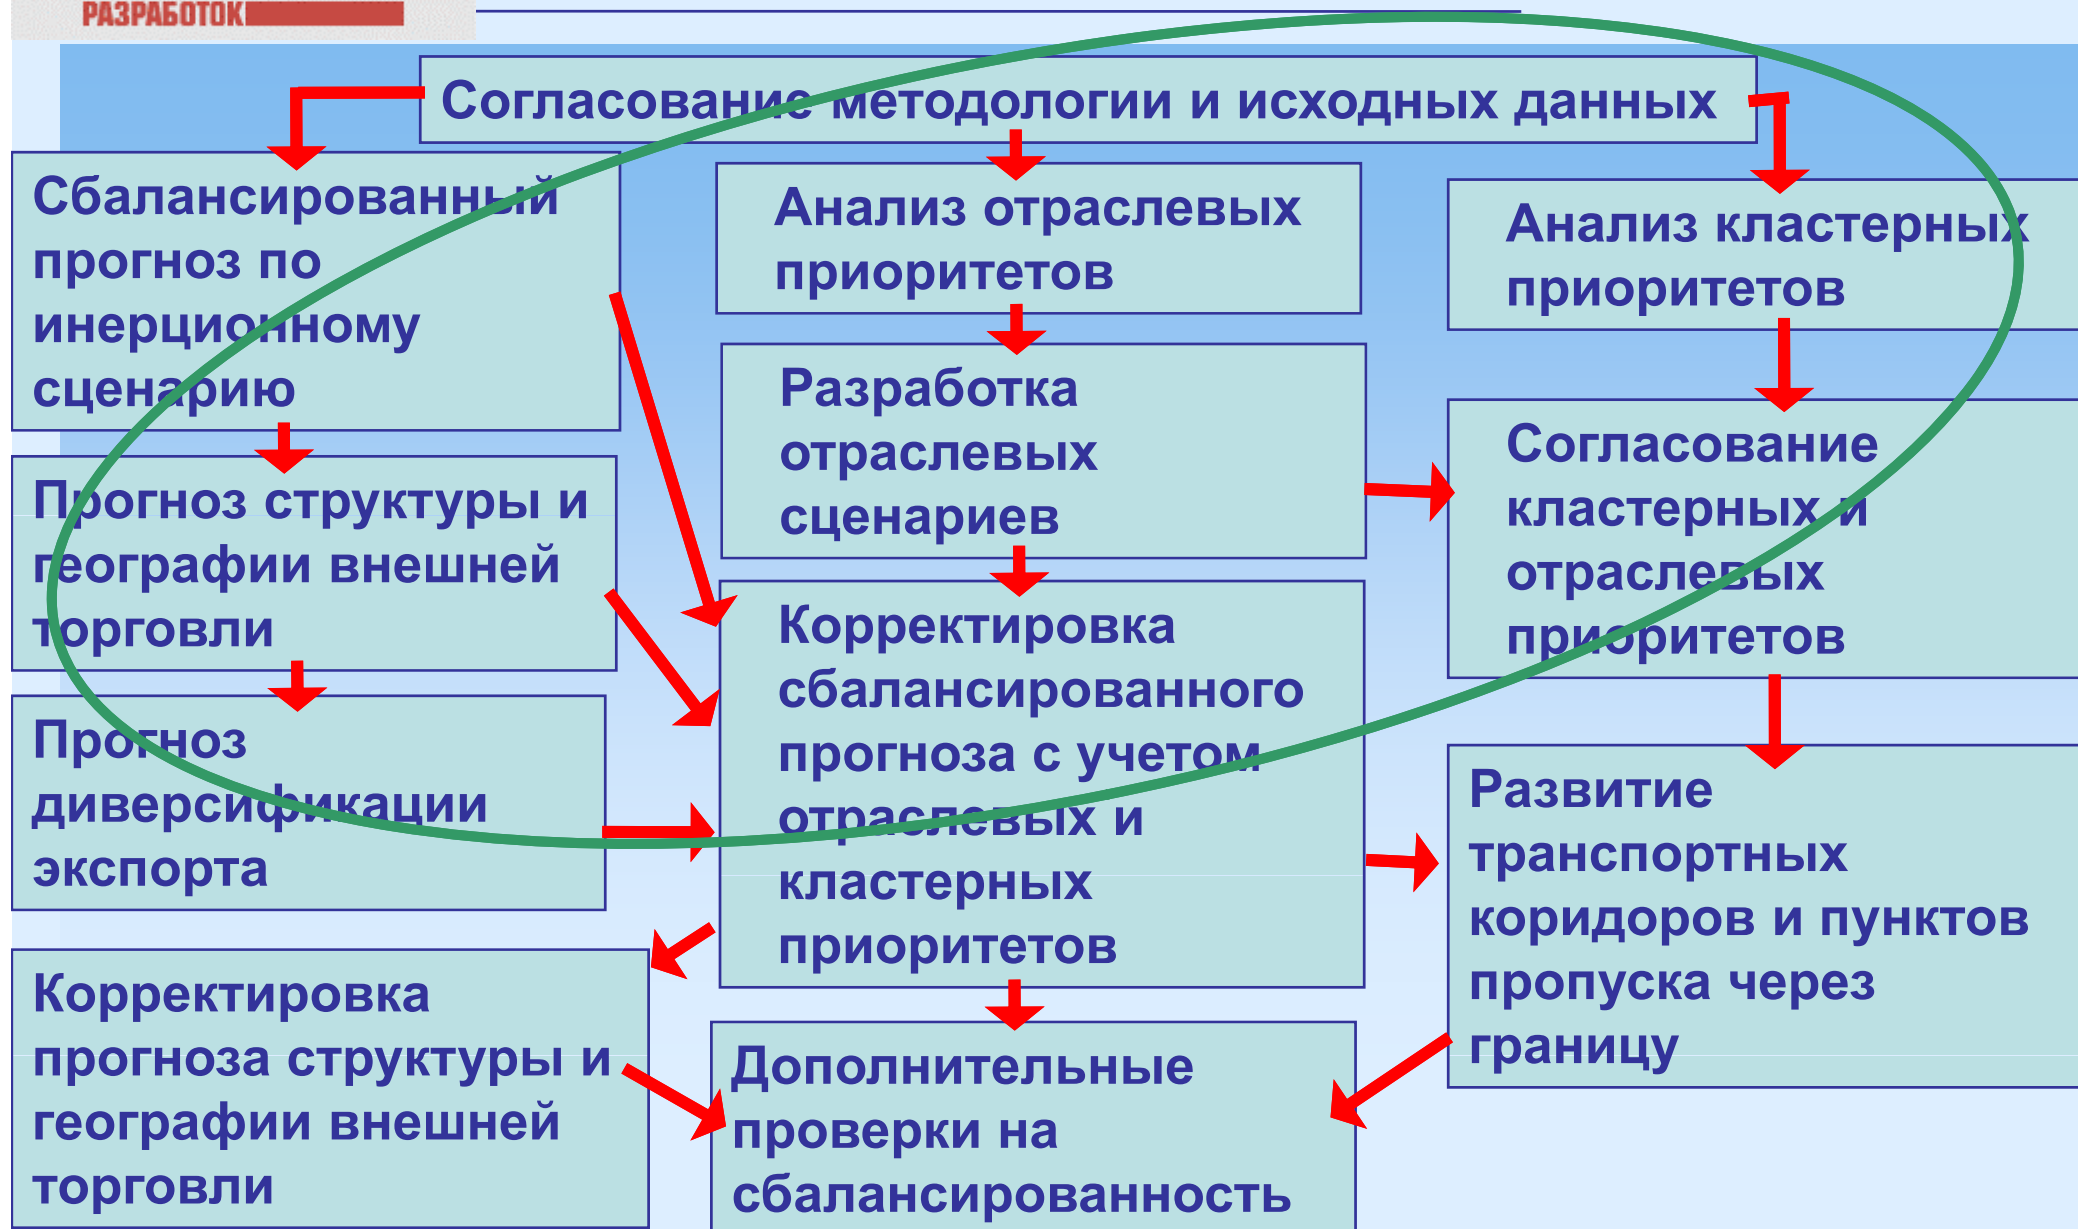 РАЗРАБОТОК
Согласование методологии и исходных данных
Сбалансированный
прогноз по
инерционному
сценарию
Анализ отраслевых
приоритетов
Анализ кластерных
приоритетов
Разработка
отраслевых
сценариев
Согласование
кластерных и
отраслевых
приоритетов
Прогноз структуры и
географии внешней
торговли
Корректировка
сбалансированного
прогноза с учетом
отраслевых и
кластерных
приоритетов
Прогноз
диверсификации
экспорта
Развитие
транспортных
коридоров и пунктов
пропуска через
границу
Корректировка
прогноза структуры и
географии внешней
торговли
Дополнительные
проверки на
сбалансированность